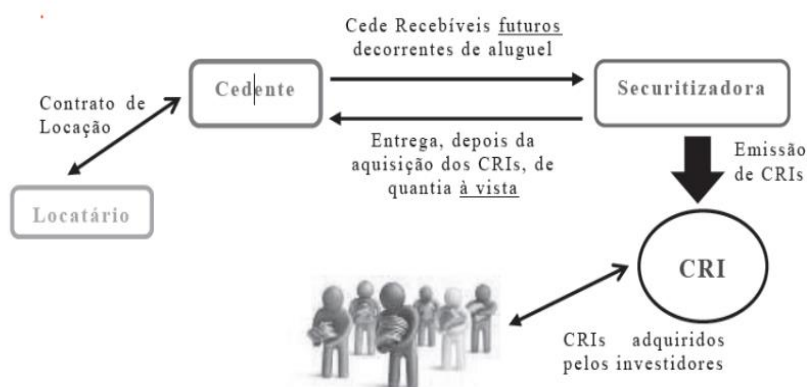 Cede Recebíveis futuros
decorrentes de aluguel
Cedente
Securitizadora
Contrato de
Locação
Entrega, depois da
aquisição dos CRIs, de
quantia à vista
Emissão
de CRIs
Locatário
CRI
CRIs adquiridos
pelos investidores